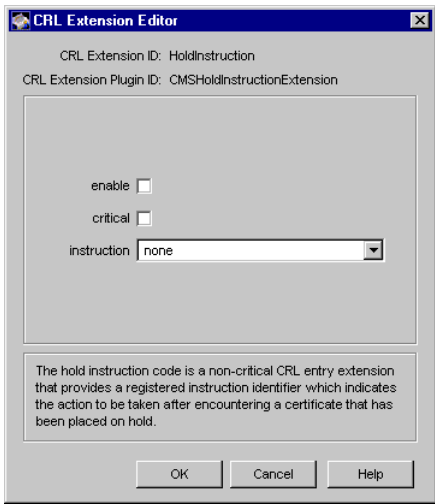 CRL Extension Editor
CRL Extension ID: HoldInstruction
CRL Extension Plugin ID: CMSHoldInstructionExtension
enable
critical
instruction none
The hold instruction code is a non-critical CRL entry extension
that provides a registered instruction identifier which indicates
the action to be taken after encountering a certificate that has
been placed on hold.
OK Cancel Help